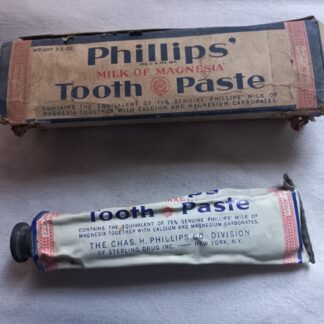 WEIGHT 2.5 OZ.
Phillips'
MILK OF MAGNESIA
Tooth Paste
CONTAINS THE EQUIVALENT OF 75% GENUINE PHILLIPS' MILK OF
MAGNESIA TOGETHER WITH CALCIUM AND MAGNESIUM CARBONATES.
Tooth Paste
CONTAINS THE EQUIVALENT OF 75% GENUINE PHILLIPS' MILK OF
MAGNESIA TOGETHER WITH CALCIUM AND MAGNESIUM CARBONATES.
THE CHAS. H. PHILLIPS CO. DIVISION
OF STERLING DRUG INC. — NEW YORK, N.Y.